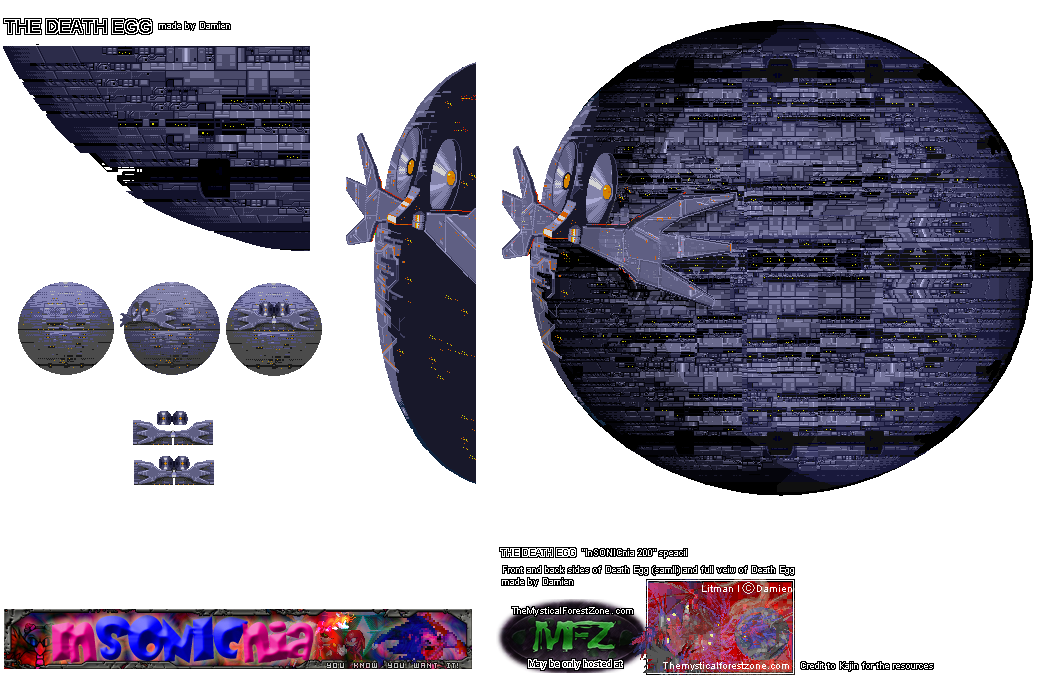 THE DEATH EGG made by Damien
THE DEATH EGG "InSONICnia 200" speacil
Front and back sides of Death Egg (samll) and full veiw of Death Egg
made by Damien
Litman I ©Damien
TheMysticalForestZone.com
MFZ
May be only hosted at
Themysticalforestzone.com
Credit to Kajin for the resources
inSONICnia
YOU KNOW YOU WANT IT!